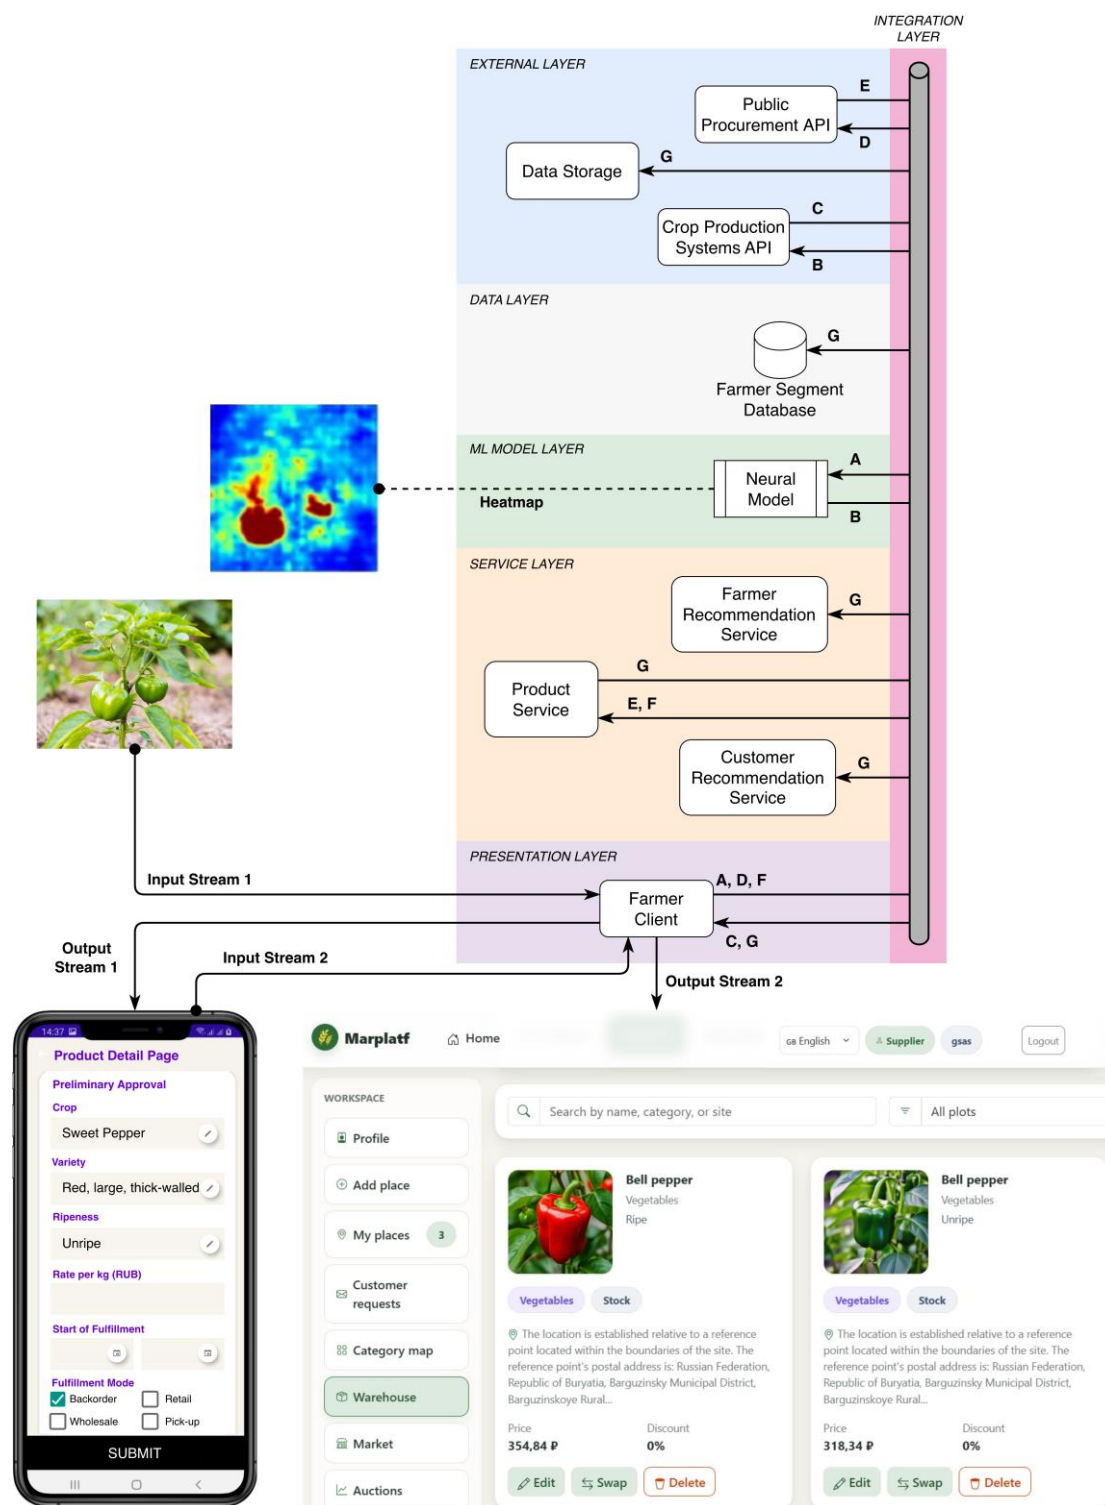 INTEGRATION
LAYER
EXTERNAL LAYER
E
Public
Procurement API
D
G
Data Storage
C
Crop Production
Systems API
B
DATA LAYER
G
Farmer Segment
Database
ML MODEL LAYER
A
Neural
Model
Heatmap
B
SERVICE LAYER
Farmer
Recommendation
Service
G
G
Product
Service
E, F
Customer
Recommendation
Service
G
PRESENTATION LAYER
Input Stream 1
A, D, F
Farmer
Client
C, G
Output
Stream 1
Input Stream 2
Output Stream 2
14:37
Product Detail Page
Preliminary Approval
Crop
Sweet Pepper
Variety
Red, large, thick-walled
Ripeness
Unripe
Rate per kg (RUB)
Start of Fulfillment
Fulfillment Mode
Backorder
Retail
Wholesale
Pick-up
SUBMIT
Marplatf
Home
GB English
Supplier
gsas
Logout
WORKSPACE
Profile
Add place
My places 3
Customer
requests
Category map
Warehouse
Market
Auctions
Search by name, category, or site
All plots
Bell pepper
Vegetables
Ripe
Vegetables
Stock
The location is established relative to a reference
point located within the boundaries of the site. The
reference point's postal address is: Russian Federation,
Republic of Buryatia, Barguzinsky Municipal District,
Barguzinskoye Rural...
Price
Discount
354,84 ₽
0%
Edit
Swap
Delete
Bell pepper
Vegetables
Unripe
Vegetables
Stock
The location is established relative to a reference
point located within the boundaries of the site. The
reference point's postal address is: Russian Federation,
Republic of Buryatia, Barguzinsky Municipal District,
Barguzinskoye Rural...
Price
Discount
318,34 ₽
0%
Edit
Swap
Delete